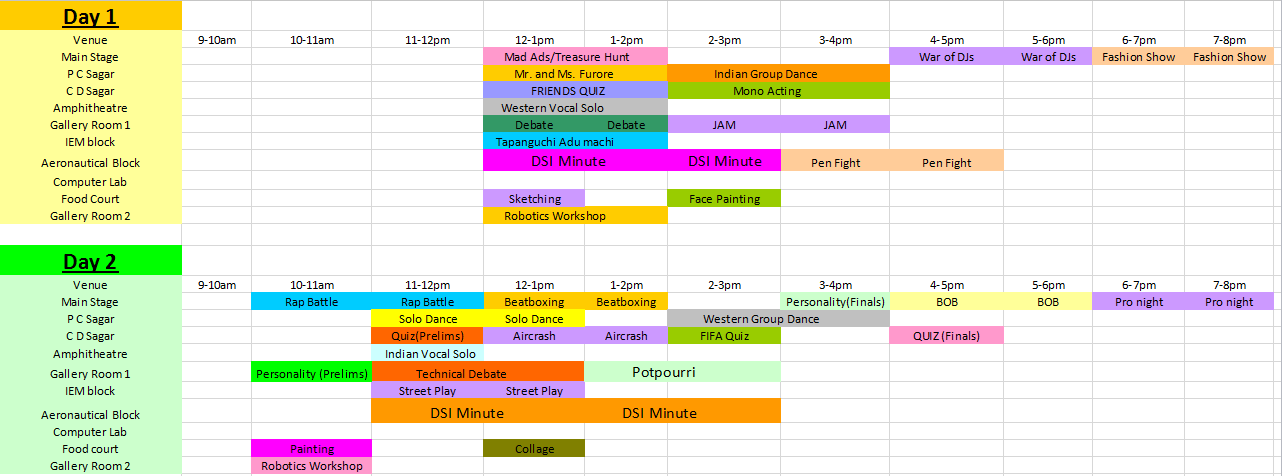 Day 1
Venue 9-10am 10-11am 11-12pm 12-1pm 1-2pm 2-3pm 3-4pm 4-5pm 5-6pm 6-7pm 7-8pm
Main Stage Mad Ads/Treasure Hunt War of DJs War of DJs Fashion Show Fashion Show
P C Sagar Mr. and Ms. Furore Indian Group Dance
C D Sagar FRIENDS QUIZ Mono Acting
Amphitheatre Western Vocal Solo
Gallery Room 1 Debate Debate JAM JAM
IEM block Tapanguchi Adu machi
Aeronautical Block DSI Minute DSI Minute Pen Fight Pen Fight
Computer Lab
Food Court Sketching Face Painting
Gallery Room 2 Robotics Workshop
Day 2
Venue 9-10am 10-11am 11-12pm 12-1pm 1-2pm 2-3pm 3-4pm 4-5pm 5-6pm 6-7pm 7-8pm
Main Stage Rap Battle Rap Battle Beatboxing Beatboxing Personality(Finals) BOB BOB Pro night Pro night
P C Sagar Solo Dance Solo Dance Western Group Dance
C D Sagar Quiz(Prelims) Aircrash Aircrash FIFA Quiz QUIZ (Finals)
Amphitheatre Indian Vocal Solo
Gallery Room 1 Personality (Prelims) Technical Debate Potpourri
IEM block Street Play Street Play
Aeronautical Block DSI Minute DSI Minute
Computer Lab
Food court Painting Collage
Gallery Room 2 Robotics Workshop